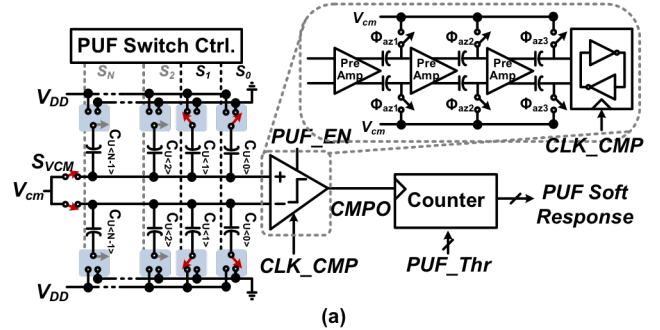 PUF Switch Ctrl.
S_N S_2 S_1 S_0
V_DD
C_U<N-1> C_U<2> C_U<1> C_U<0>
S_VCM
V_cm
C_U<N-1> C_U<2> C_U<1> C_U<0>
V_DD
V_cm
Φ_az1 Φ_az2 Φ_az3
Pre Amp Pre Amp Pre Amp
Φ_az1 Φ_az2 Φ_az3
V_cm
CLK_CMP
PUF_EN
+
−
CMPO
CLK_CMP
Counter
PUF_Thr
PUF Soft
Response
(a)